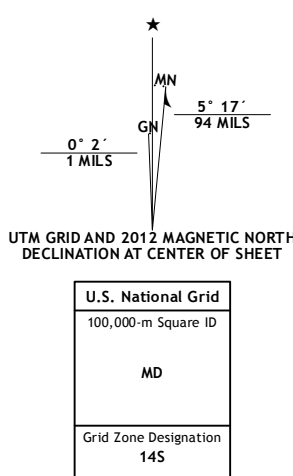 ★
MN
5° 17´
94 MILS
GN
0° 2´
1 MILS
UTM GRID AND 2012 MAGNETIC NORTH
DECLINATION AT CENTER OF SHEET
U.S. National Grid
100,000-m Square ID
MD
Grid Zone Designation
14S